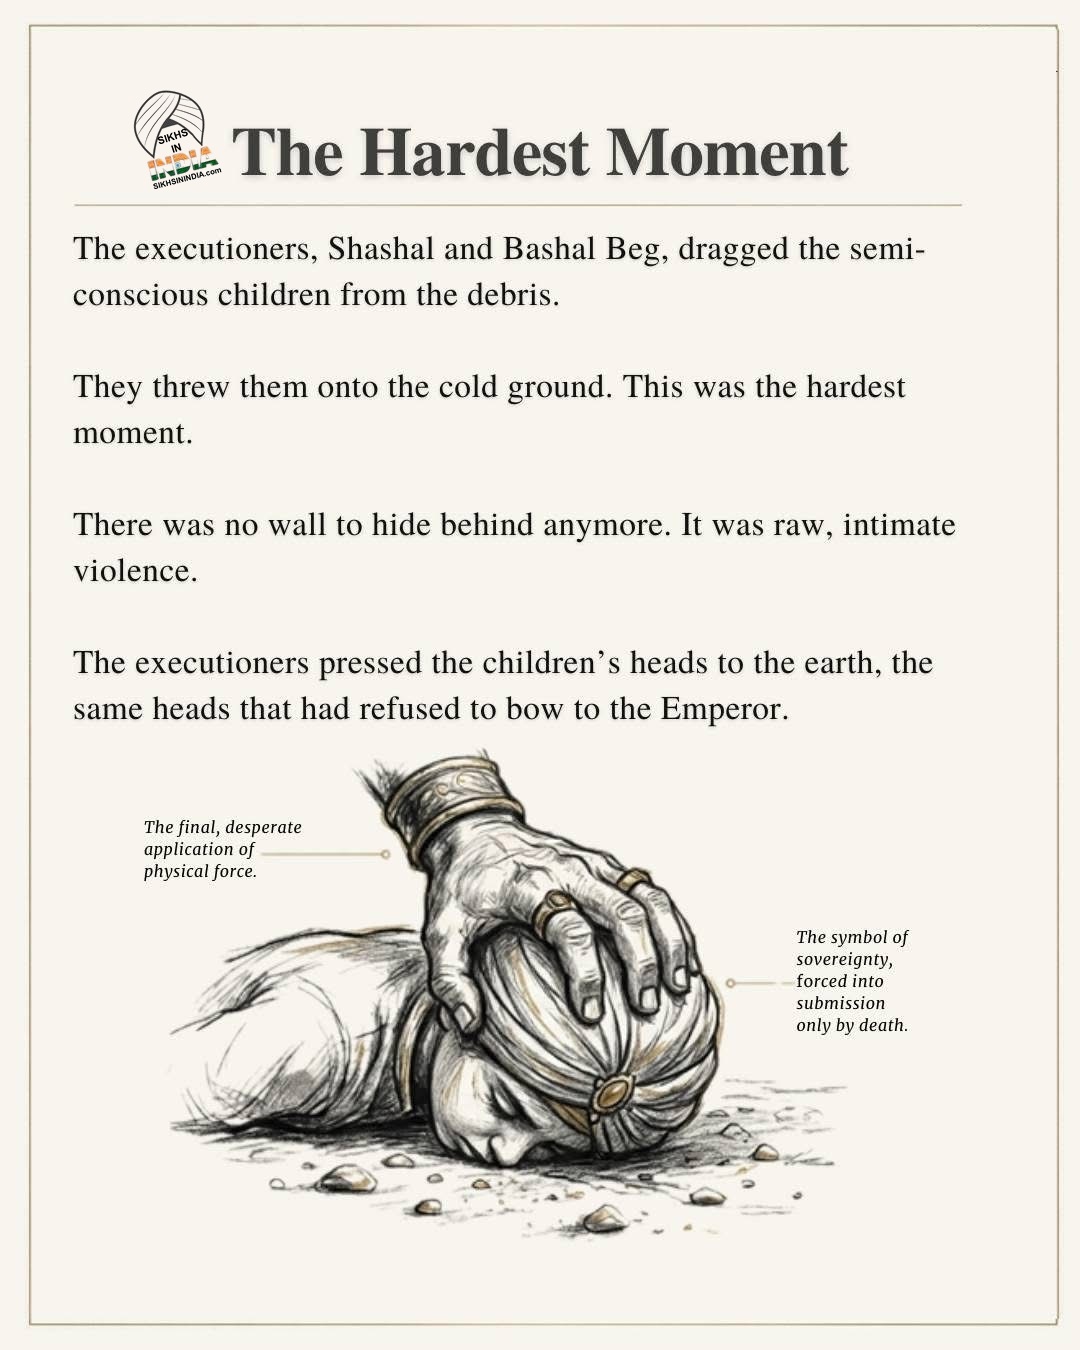 SIKHS
IN
INDIA
SIKHSININDIA.com
The Hardest Moment
The executioners, Shashal and Bashal Beg, dragged the semi-
conscious children from the debris.
They threw them onto the cold ground. This was the hardest
moment.
There was no wall to hide behind anymore. It was raw, intimate
violence.
The executioners pressed the children’s heads to the earth, the
same heads that had refused to bow to the Emperor.
The final, desperate
application of
physical force.
The symbol of
sovereignty,
forced into
submission
only by death.